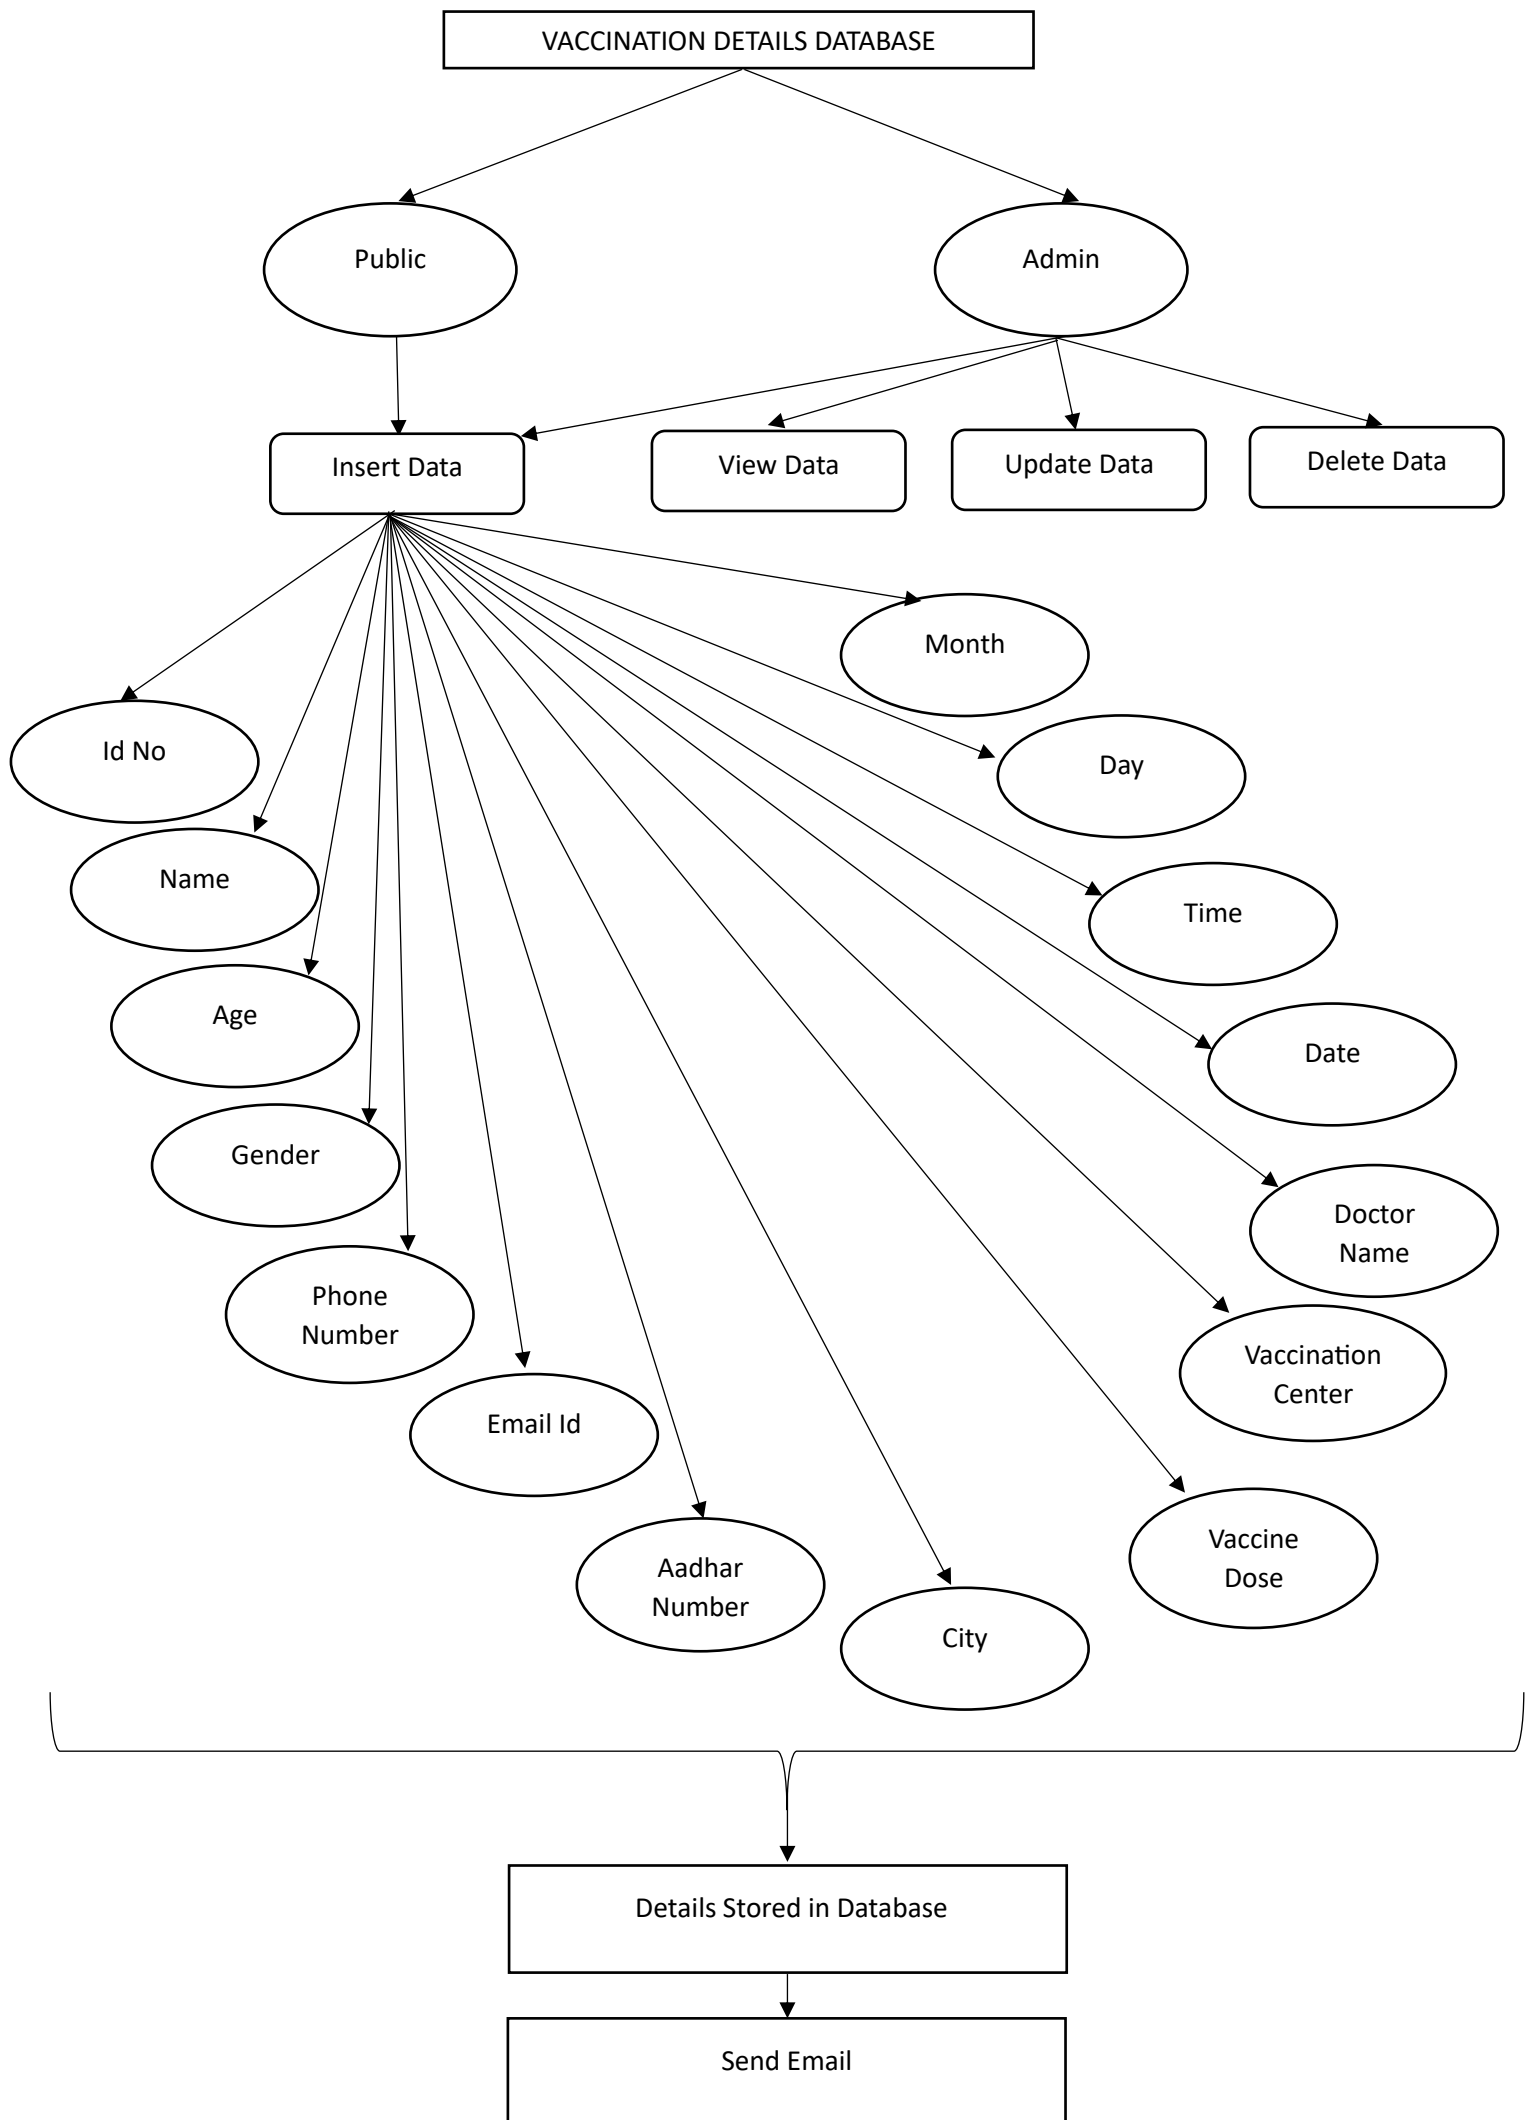 VACCINATION DETAILS DATABASE
Public
Admin
Insert Data
View Data
Update Data
Delete Data
Month
Id No
Day
Name
Time
Age
Date
Gender
Doctor
Name
Phone
Number
Vaccination
Center
Email Id
Vaccine
Dose
Aadhar
Number
City
Details Stored in Database
Send Email